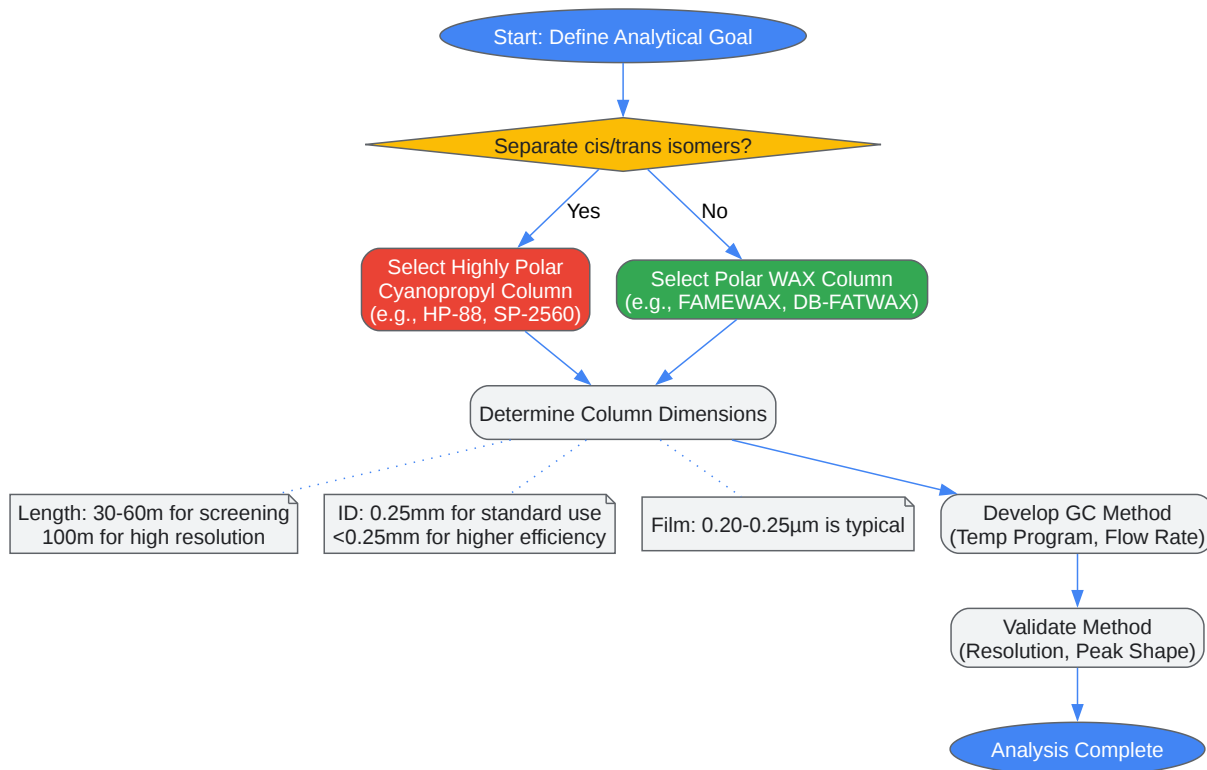 Start: Define Analytical Goal
Separate cis/trans isomers?
Yes
No
Select Highly Polar
Cyanopropyl Column
(e.g., HP-88, SP-2560)
Select Polar WAX Column
(e.g., FAMEWAX, DB-FATWAX)
Determine Column Dimensions
Length: 30-60m for screening
100m for high resolution
ID: 0.25mm for standard use
<0.25mm for higher efficiency
Film: 0.20-0.25µm is typical
Develop GC Method
(Temp Program, Flow Rate)
Validate Method
(Resolution, Peak Shape)
Analysis Complete